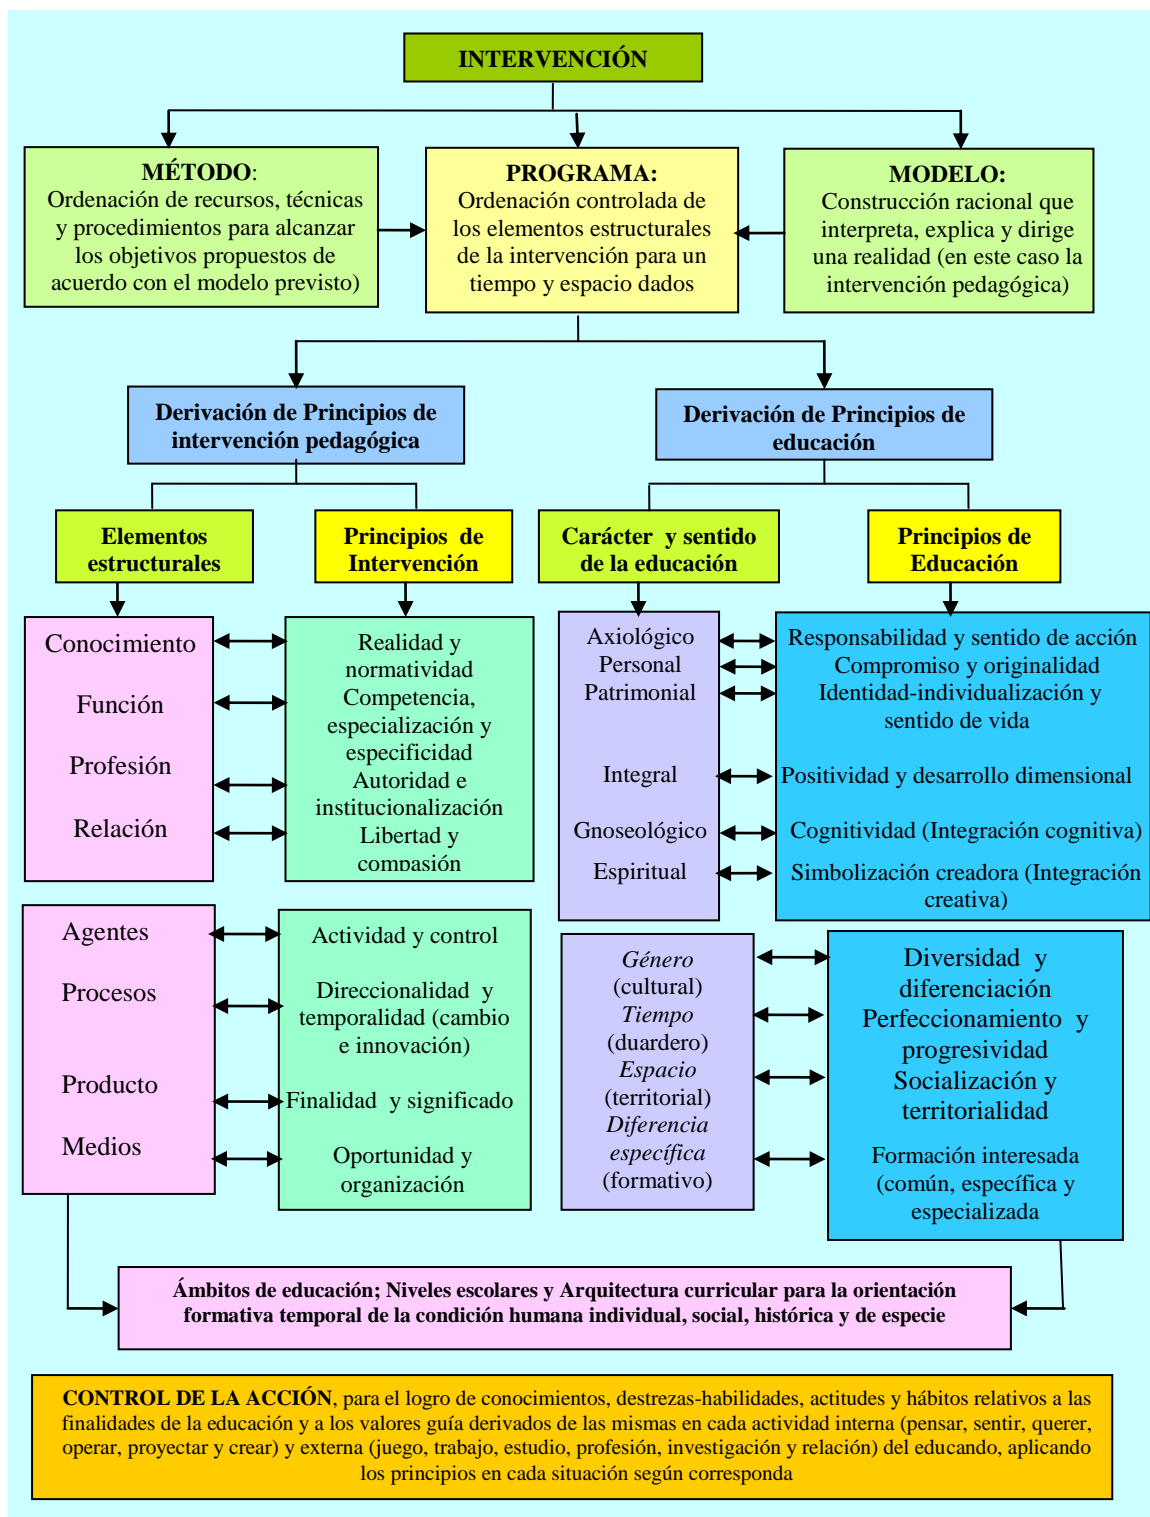 INTERVENCIÓN
MÉTODO:
Ordenación de recursos, técnicas
y procedimientos para alcanzar
los objetivos propuestos de
acuerdo con el modelo previsto)
PROGRAMA:
Ordenación controlada de
los elementos estructurales
de la intervención para un
tiempo y espacio dados
MODELO:
Construcción racional que
interpreta, explica y dirige
una realidad (en este caso la
intervención pedagógica)
Derivación de Principios de
intervención pedagógica
Derivación de Principios de
educación
Elementos
estructurales
Principios de
Intervención
Carácter y sentido
de la educación
Principios de
Educación
Conocimiento
Función
Profesión
Relación
Realidad y
normatividad
Competencia,
especialización y
especificidad
Autoridad e
institucionalización
Libertad y
compasión
Axiológico
Personal
Patrimonial
Integral
Gnoseológico
Espiritual
Responsabilidad y sentido de acción
Compromiso y originalidad
Identidad-individualización y
sentido de vida
Positividad y desarrollo dimensional
Cognitividad (Integración cognitiva)
Simbolización creadora (Integración
creativa)
Agentes
Procesos
Producto
Medios
Actividad y control
Direccionalidad y
temporalidad (cambio
e innovación)
Finalidad y significado
Oportunidad y
organización
Género
(cultural)
Tiempo
(duardero)
Espacio
(territorial)
Diferencia
específica
(formativo)
Diversidad y
diferenciación
Perfeccionamiento y
progresividad
Socialización y
territorialidad
Formación interesada
(común, específica y
especializada
Ámbitos de educación; Niveles escolares y Arquitectura curricular para la orientación
formativa temporal de la condición humana individual, social, histórica y de especie
CONTROL DE LA ACCIÓN, para el logro de conocimientos, destrezas-habilidades, actitudes y hábitos relativos a las
finalidades de la educación y a los valores guía derivados de las mismas en cada actividad interna (pensar, sentir, querer,
operar, proyectar y crear) y externa (juego, trabajo, estudio, profesión, investigación y relación) del educando, aplicando
los principios en cada situación según corresponda